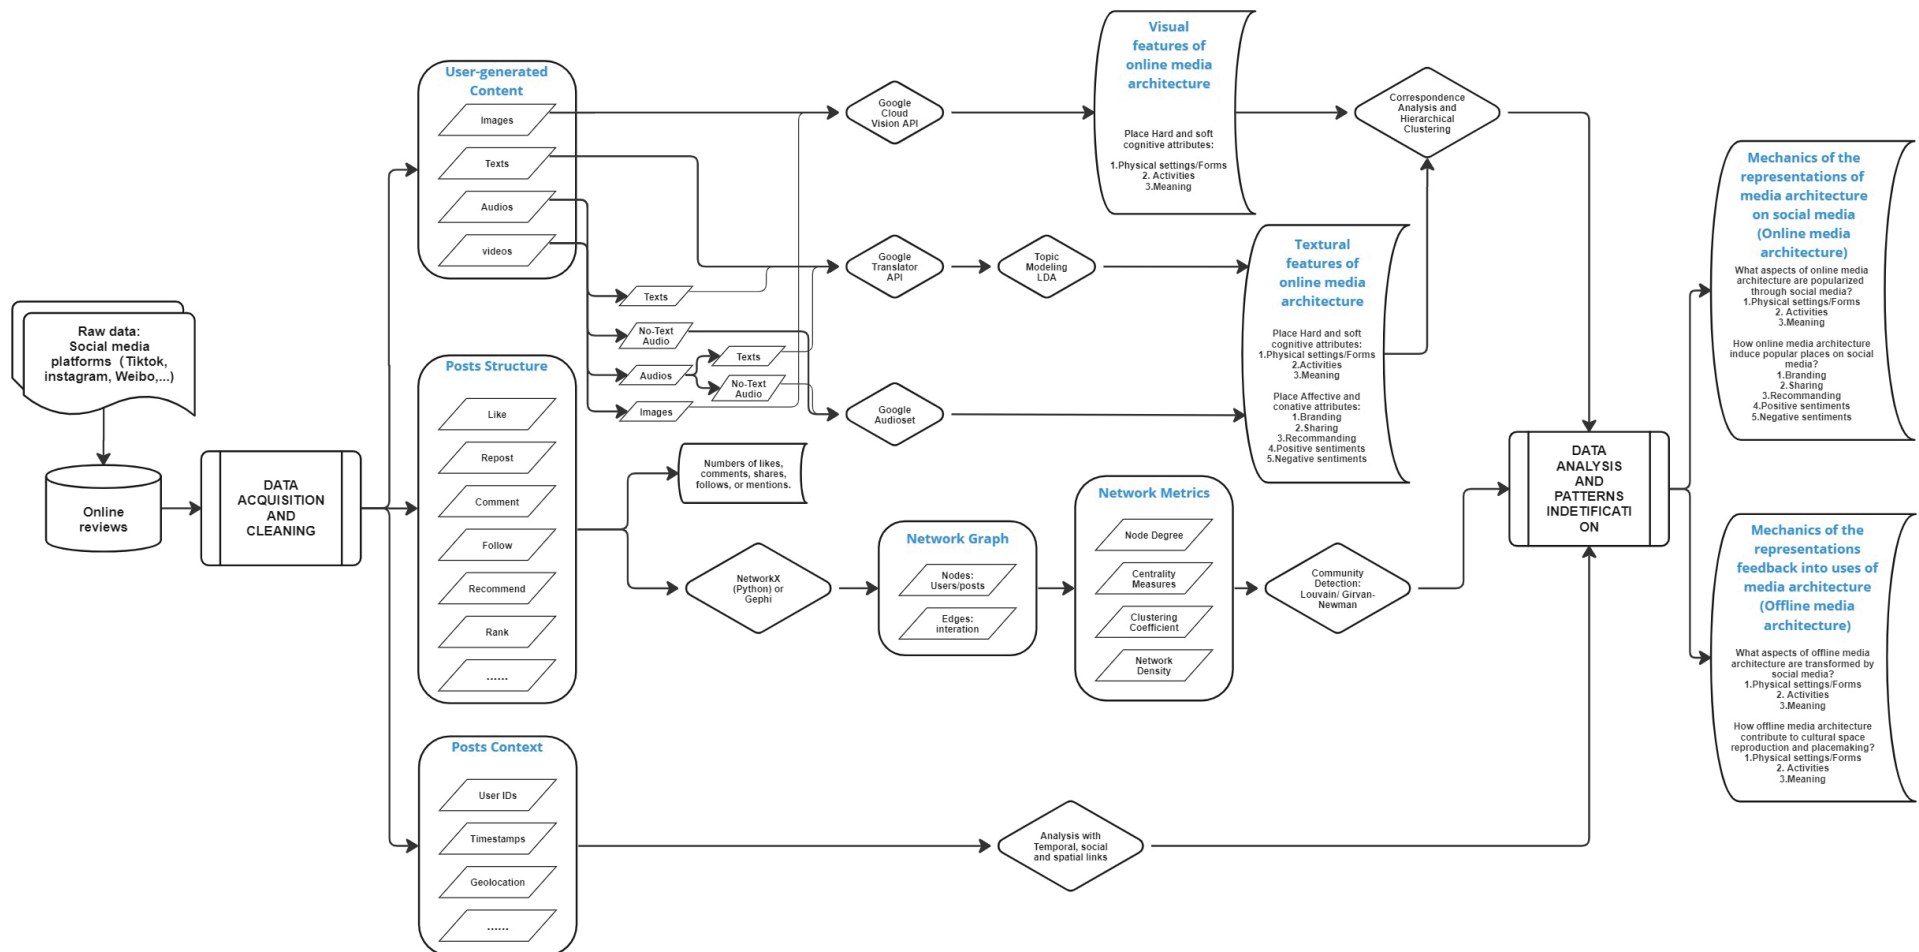 Raw data:
Social media
platforms（Tiktok,
instagram, Weibo,...)
Online
reviews
DATA
ACQUISITION
AND
CLEANING
User-generated
Content
Images
Texts
Audios
videos
Texts
No-Text
Audio
Audios
Texts
No-Text
Audio
Images
Posts Structure
Like
Repost
Comment
Follow
Recommend
Rank
......
Posts Context
User IDs
Timestamps
Geolocation
......
Google
Cloud
Vision API
Google
Translator
API
Topic
Modeling
LDA
Google
Audioset
Numbers of likes,
comments, shares,
follows, or mentions.
NetworkX
(Python) or
Gephi
Network Graph
Nodes:
Users/posts
Edges:
interation
Network Metrics
Node Degree
Centrality
Measures
Clustering
Coefficient
Network
Density
Community
Detection:
Louvain/ Girvan-
Newman
Analysis with
Temporal, social
and spatial links
Visual
features of
online media
architecture
Place Hard and soft
cognitive attributes:
1.Physical settings/Forms
2. Activities
3.Meaning
Correspondence
Analysis and
Hierarchical
Clustering
Textural
features of
online media
architecture
Place Hard and soft
cognitive attributes:
1.Physical settings/Forms
2.Activities
3.Meaning
Place Affective and
conative attributes:
1.Branding
2.Sharing
3.Recommanding
4.Positive sentiments
5.Negative sentiments
DATA
ANALYSIS
AND
PATTERNS
INDETIFICATI
ON
Mechanics of the
representations of
media architecture
on social media
(Online media
architecture)
What aspects of online media
architecture are popularized
through social media?
1.Physical settings/Forms
2. Activities
3.Meaning
How online media architecture
induce popular places on social
media?
1.Branding
2.Sharing
3.Recommanding
4.Positive sentiments
5.Negative sentiments
Mechanics of the
representations
feedback into uses of
media architecture
(Offline media
architecture)
What aspects of offline media
architecture are transformed by
social media?
1.Physical settings/Forms
2. Activities
3.Meaning
How offline media architecture
contribute to cultural space
reproduction and placemaking?
1.Physical settings/Forms
2. Activities
3.Meaning